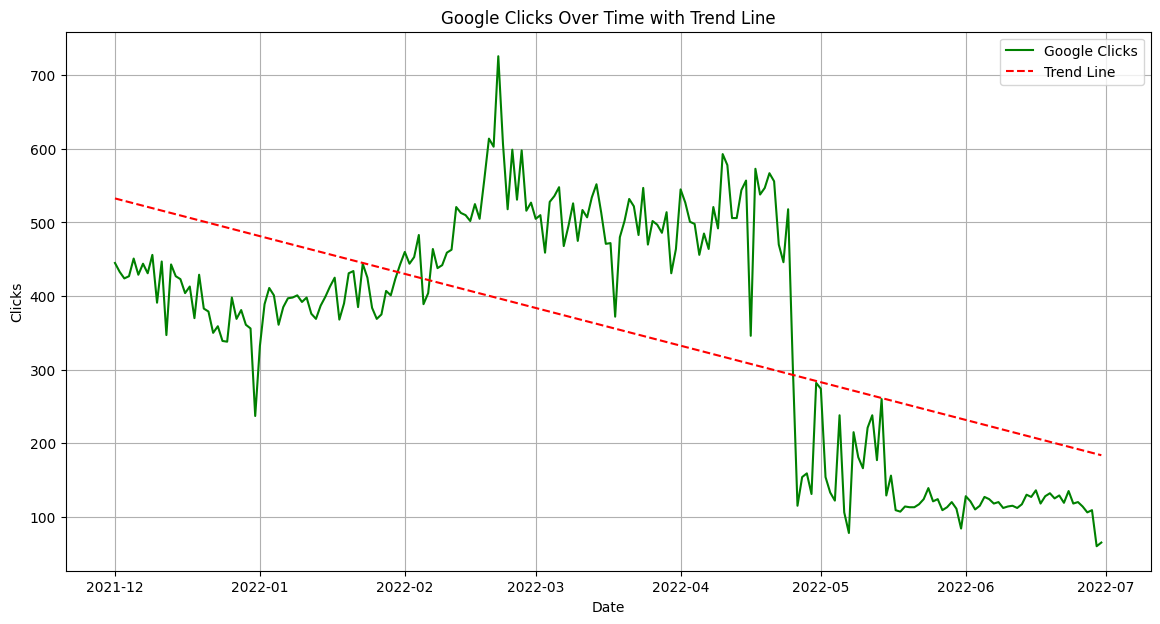 Google Clicks Over Time with Trend Line
Google Clicks
Trend Line
700
600
500
400
300
200
100
Clicks
2021-12 2022-01 2022-02 2022-03 2022-04 2022-05 2022-06 2022-07
Date